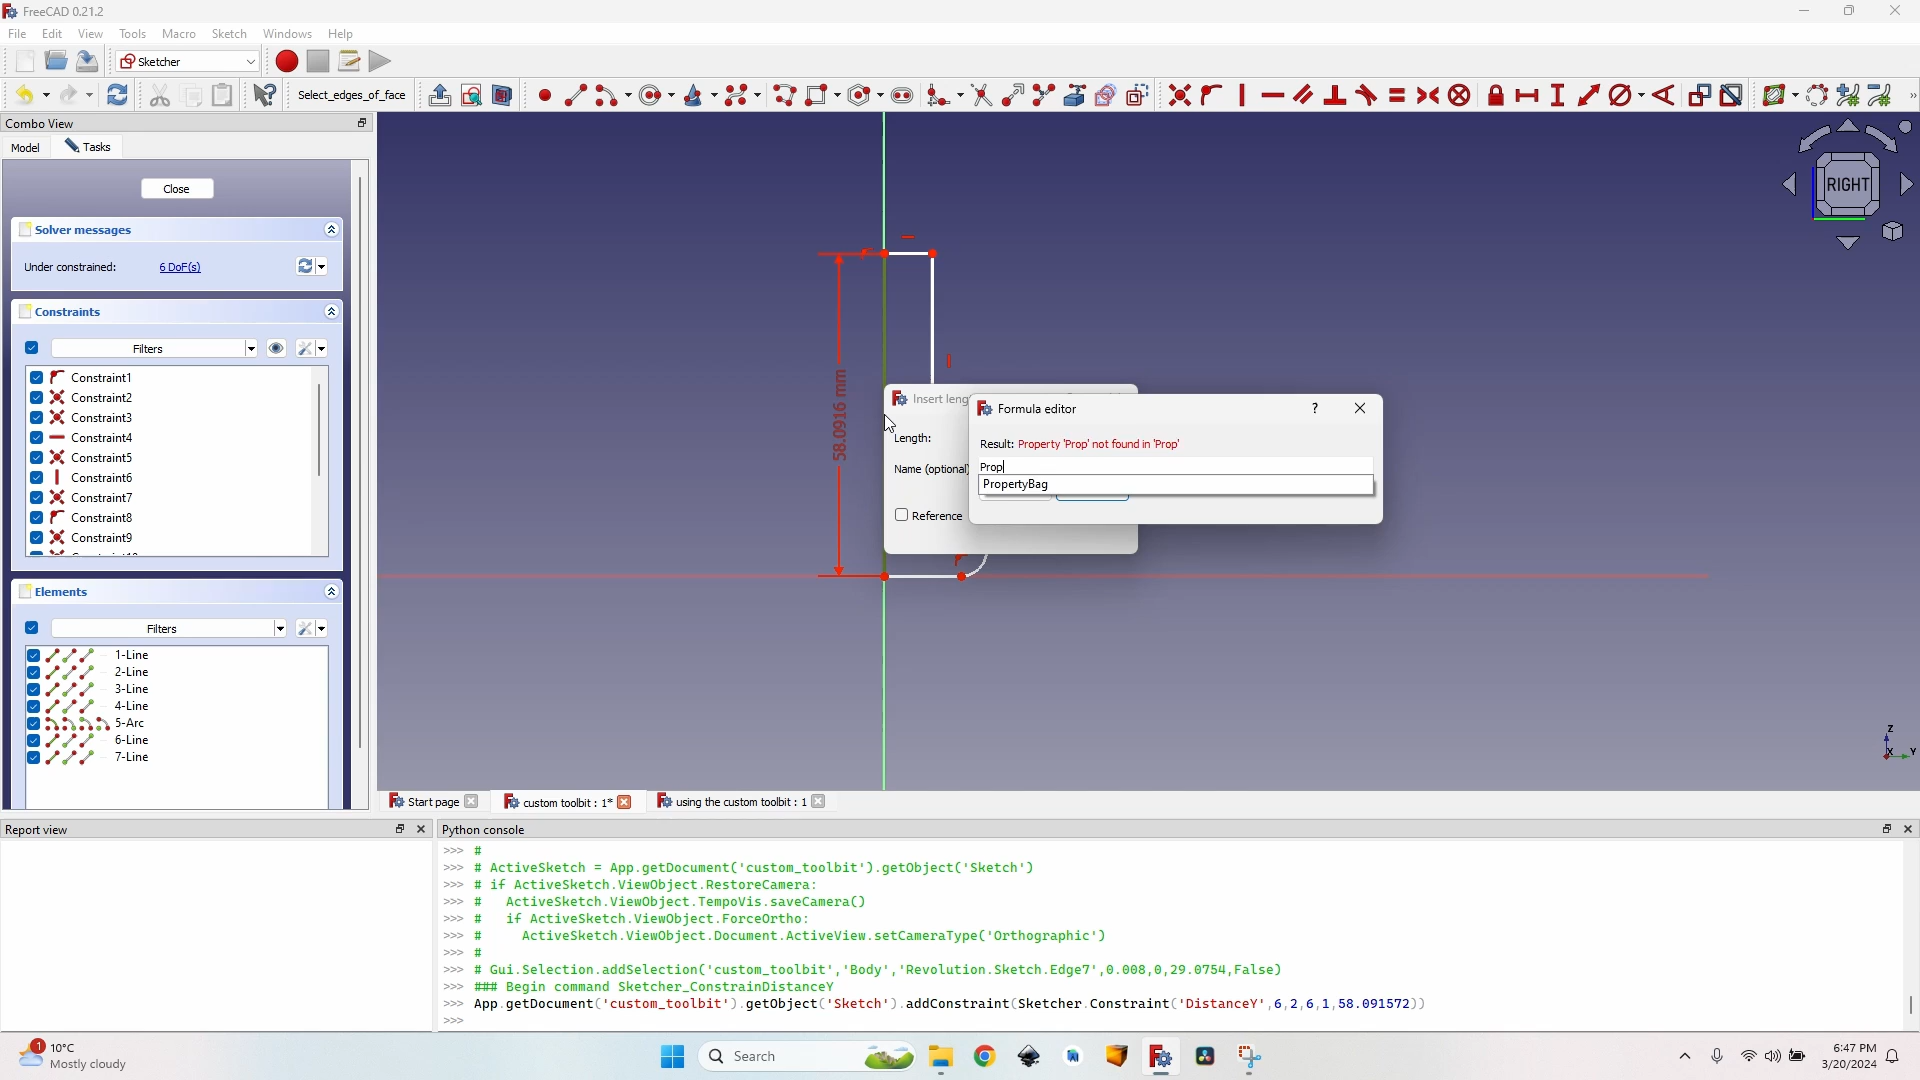 FreeCAD 0.21.2
File Edit View Tools Macro Sketch Windows Help
Sketcher
Select_edges_of_face
Combo View
Model Tasks
Close
Solver messages
Under constrained: 6 DoF(s)
Constraints
Filters
Constraint1
Constraint2
Constraint3
Constraint4
Constraint5
Constraint6
Constraint7
Constraint8
Constraint9
Elements
Filters
1-Line
2-Line
3-Line
4-Line
5-Arc
6-Line
7-Line
RIGHT
58.0916 mm
Insert leng
Length:
Name (optional)
Reference
Formula editor ?
Result: Property 'Prop' not found in 'Prop'
Prop
PropertyBag
Z
X Y
Start page custom toolbit : 1* using the custom toolbit : 1
Report view
Python console
>>> #
>>> # ActiveSketch = App.getDocument('custom_toolbit').getObject('Sketch')
>>> # if ActiveSketch.ViewObject.RestoreCamera:
>>> #   ActiveSketch.ViewObject.TempoVis.saveCamera()
>>> #   if ActiveSketch.ViewObject.ForceOrtho:
>>> #     ActiveSketch.ViewObject.Document.ActiveView.setCameraType('Orthographic')
>>> #
>>> # Gui.Selection.addSelection('custom_toolbit','Body','Revolution.Sketch.Edge7',0.008,0,29.0754,False)
>>> ### Begin command Sketcher_ConstrainDistanceY
>>> App.getDocument('custom_toolbit').getObject('Sketch').addConstraint(Sketcher.Constraint('DistanceY',6,2,6,1,58.091572))
>>>
1
10°C
Mostly cloudy
Search
6:47 PM
3/20/2024